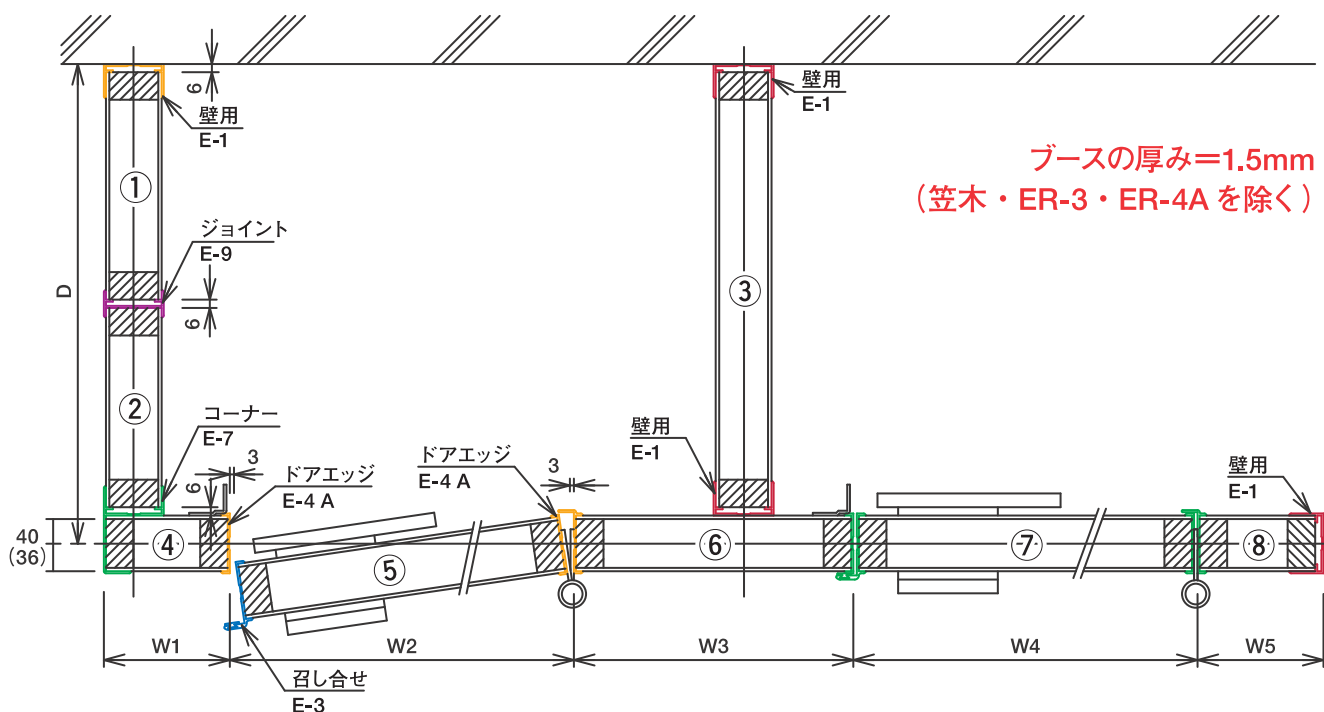 6
壁用
E-1
壁用
E-1
ブースの厚み＝1.5mm
（笠木・ER-3・ER-4A を除く）
①
ジョイント
E-9
D
③
6
②
コーナー
E-7
壁用
E-1
ドアエッジ
E-4 A
3
ドアエッジ
E-4 A
3
壁用
E-1
6
40
(36)
④
⑤
⑥
⑦
⑧
W1
W2
W3
W4
W5
召し合せ
E-3